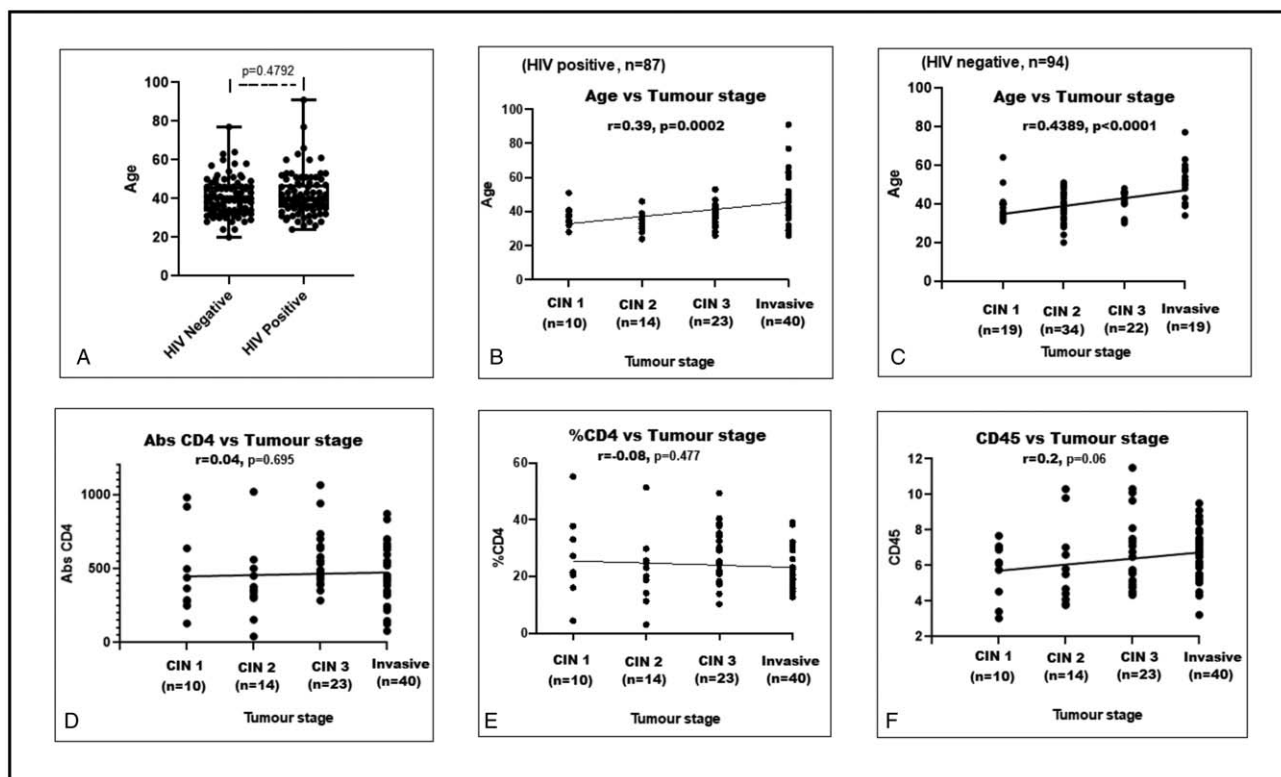 p=0.4792
100
80
60
40
20
0
Age
HIV Negative
HIV Positive
A
(HIV positive, n=87)
Age vs Tumour stage
r=0.39, p=0.0002
100
80
60
40
20
0
Age
CIN 1 CIN 2 CIN 3 Invasive
(n=10) (n=14) (n=23) (n=40)
Tumour stage
B
(HIV negative, n=94)
Age vs Tumour stage
r=0.4389, p<0.0001
100
80
60
40
20
0
Age
CIN 1 CIN 2 CIN 3 Invasive
(n=19) (n=34) (n=22) (n=19)
Tumour stage
C
Abs CD4 vs Tumour stage
r=0.04, p=0.695
1000
500
0
Abs CD4
CIN 1 CIN 2 CIN 3 Invasive
(n=10) (n=14) (n=23) (n=40)
Tumour stage
D
%CD4 vs Tumour stage
r=-0.08, p=0.477
60
40
20
0
%CD4
CIN 1 CIN 2 CIN 3 Invasive
(n=10) (n=14) (n=23) (n=40)
Tumour stage
E
CD45 vs Tumour stage
r=0.2, p=0.06
12
10
8
6
4
2
CD45
CIN 1 CIN 2 CIN 3 Invasive
(n=10) (n=14) (n=23) (n=40)
Tumour stage
F